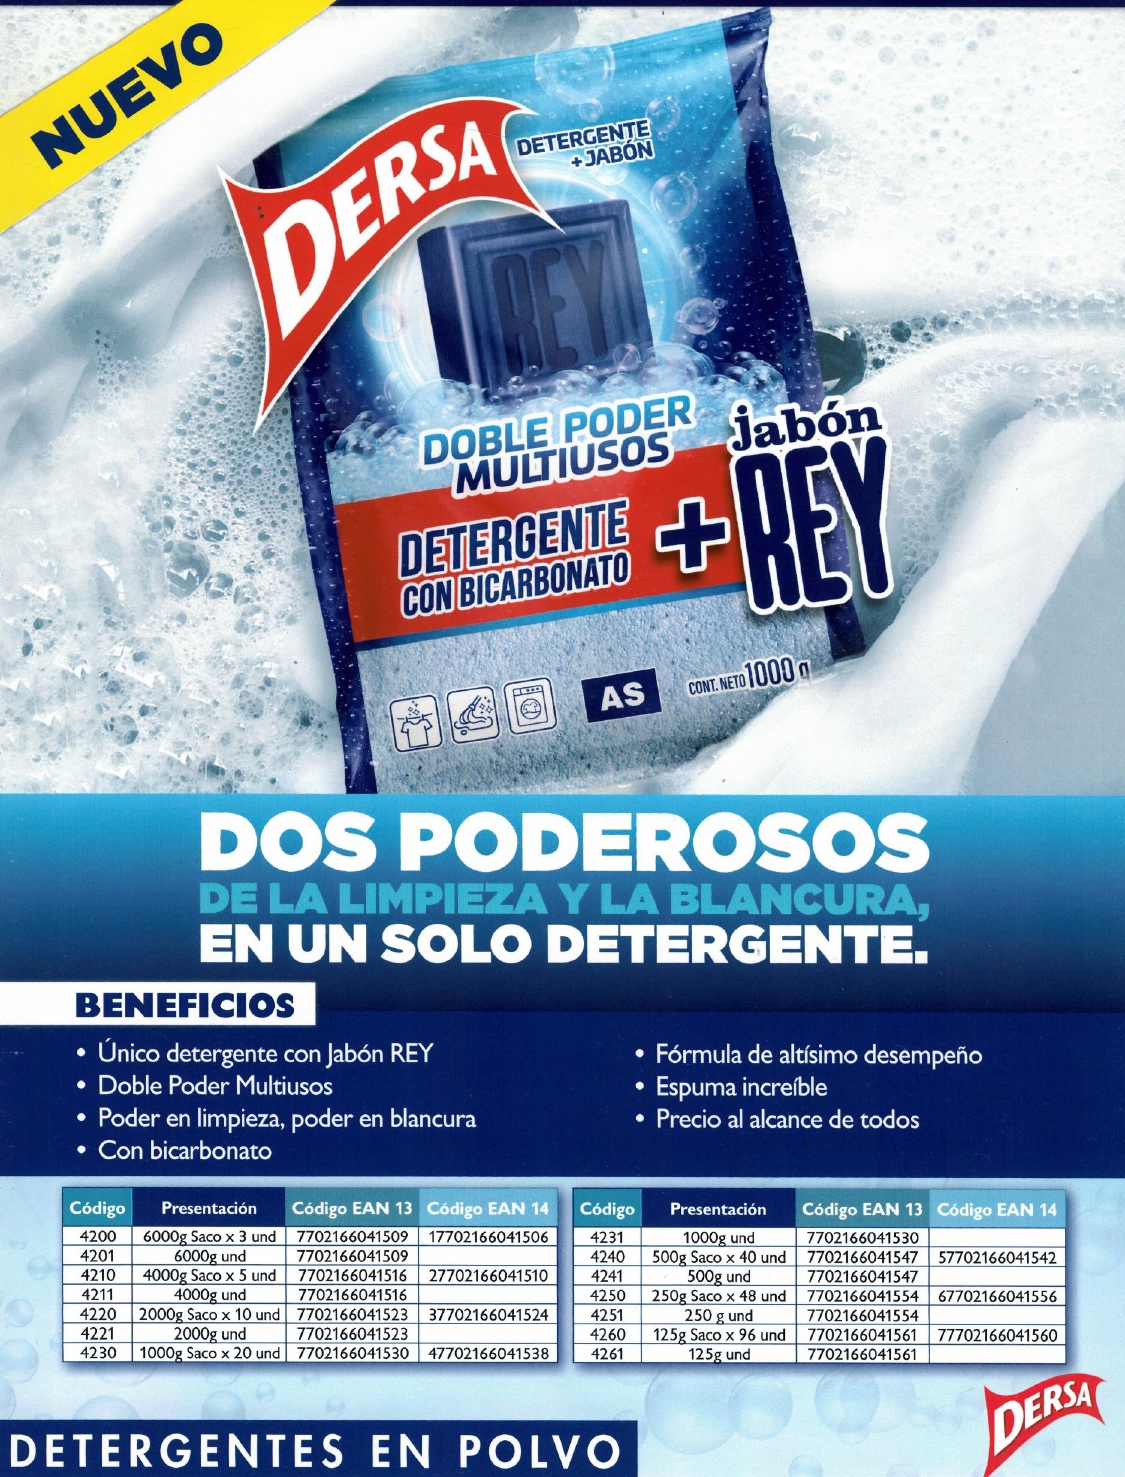 NUEVO
DERSA
DETERGENTE
+JABÓN
REY
DOBLE PODER
MULTIUSOS
jabón
REY
DETERGENTE
CON BICARBONATO
+
AS
CONT. NETO 1000 g
DOS PODEROSOS
DE LA LIMPIEZA Y LA BLANCURA,
EN UN SOLO DETERGENTE.
BENEFICIOS
• Único detergente con Jabón REY
• Doble Poder Multiusos
• Poder en limpieza, poder en blancura
• Con bicarbonato
• Fórmula de altísimo desempeño
• Espuma increíble
• Precio al alcance de todos
Código Presentación Código EAN 13 Código EAN 14
4200 6000g Saco x 3 und 7702166041509 17702166041506
4201 6000g und 7702166041509
4210 4000g Saco x 5 und 7702166041516 27702166041510
4211 4000g und 7702166041516
4220 2000g Saco x 10 und 7702166041523 37702166041524
4221 2000g und 7702166041523
4230 1000g Saco x 20 und 7702166041530 47702166041538
Código Presentación Código EAN 13 Código EAN 14
4231 1000g und 7702166041530
4240 500g Saco x 40 und 7702166041547 57702166041542
4241 500g und 7702166041547
4250 250g Saco x 48 und 7702166041554 67702166041556
4251 250 g und 7702166041554
4260 125g Saco x 96 und 7702166041561 77702166041560
4261 125g und 7702166041561
DERSA
DETERGENTES EN POLVO